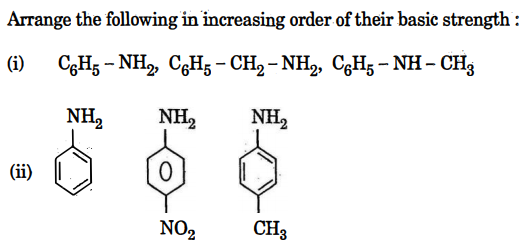 Arrange the following in increasing order of their basic strength :
(i) C₆H₅ – NH₂, C₆H₅ – CH₂ – NH₂, C₆H₅ – NH – CH₃
NH₂ NH₂ NH₂
(ii)
NO₂ CH₃